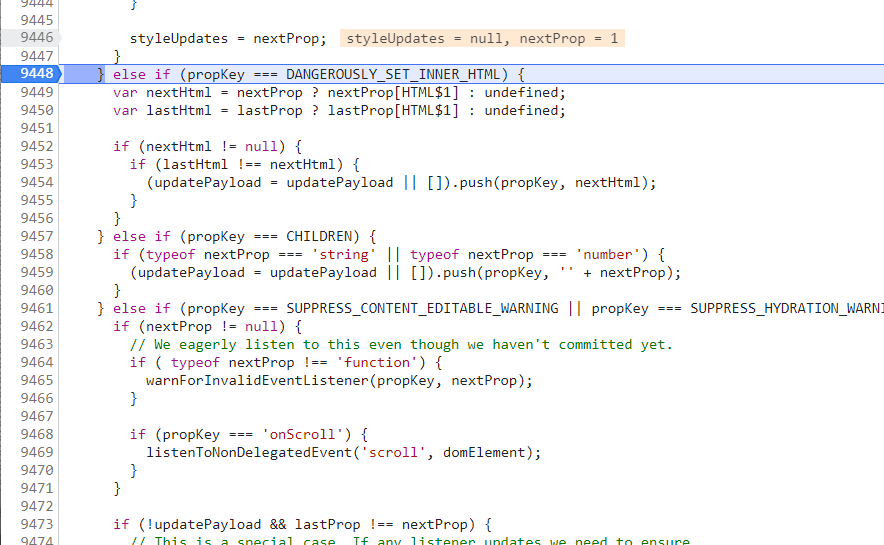 9444 }
9445
9446 styleUpdates = nextProp; styleUpdates = null, nextProp = 1
9447 }
9448 } else if (propKey === DANGEROUSLY_SET_INNER_HTML) {
9449 var nextHtml = nextProp ? nextProp[HTML$1] : undefined;
9450 var lastHtml = lastProp ? lastProp[HTML$1] : undefined;
9451
9452 if (nextHtml != null) {
9453 if (lastHtml !== nextHtml) {
9454 (updatePayload = updatePayload || []).push(propKey, nextHtml);
9455 }
9456 }
9457 } else if (propKey === CHILDREN) {
9458 if (typeof nextProp === 'string' || typeof nextProp === 'number') {
9459 (updatePayload = updatePayload || []).push(propKey, '' + nextProp);
9460 }
9461 } else if (propKey === SUPPRESS_CONTENT_EDITABLE_WARNING || propKey === SUPPRESS_HYDRATION_WARNI
9462 if (nextProp != null) {
9463 // We eagerly listen to this even though we haven't committed yet.
9464 if ( typeof nextProp !== 'function') {
9465 warnForInvalidEventListener(propKey, nextProp);
9466 }
9467
9468 if (propKey === 'onScroll') {
9469 listenToNonDelegatedEvent('scroll', domElement);
9470 }
9471 }
9472
9473 if (!updatePayload && lastProp !== nextProp) {
9474 // This is a special case. If any listener updates we need to ensure